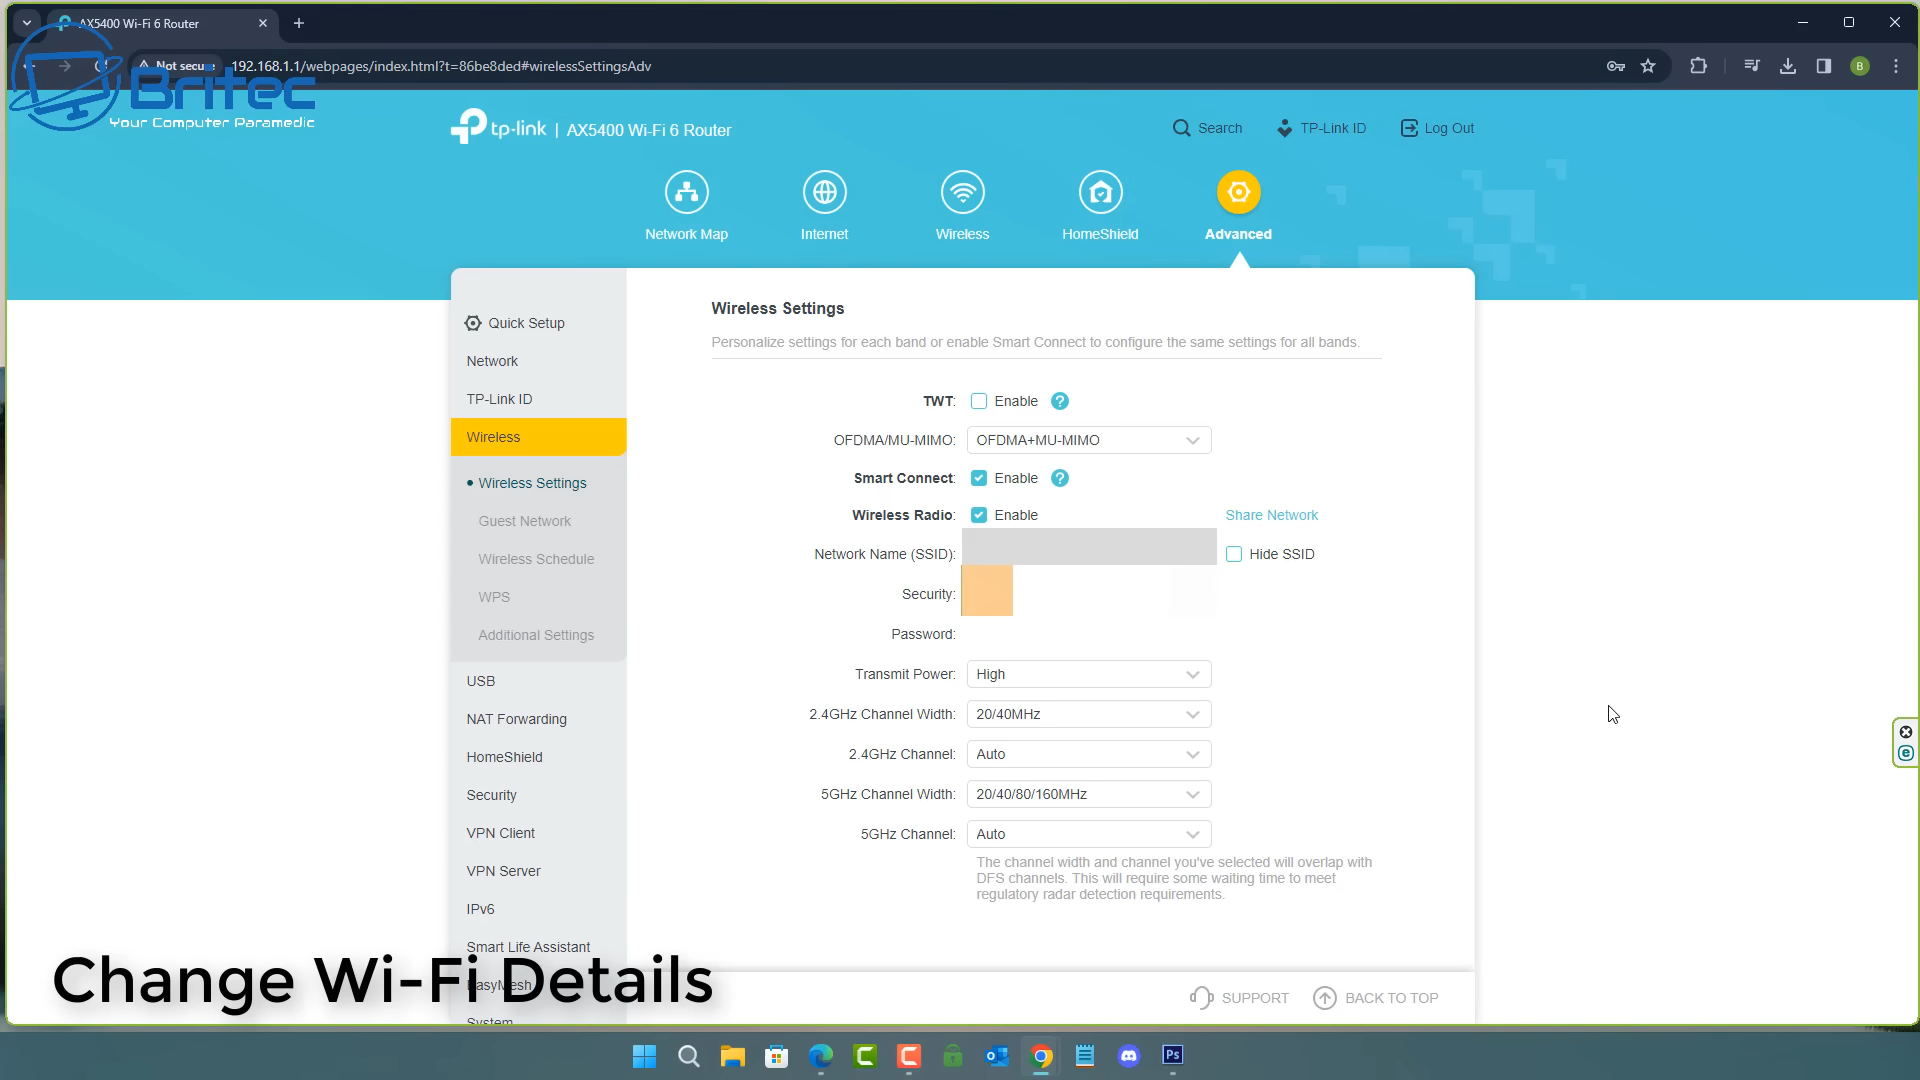 AX5400 Wi-Fi 6 Router
Not secure
192.168.1.1/webpages/index.html?t=86be8ded#wirelessSettingsAdv
B
Britec
Your Computer Paramedic
tp-link | AX5400 Wi-Fi 6 Router
Search
TP-Link ID
Log Out
Network Map
Internet
Wireless
HomeShield
Advanced
Quick Setup
Network
TP-Link ID
Wireless
Wireless Settings
Guest Network
Wireless Schedule
WPS
Additional Settings
USB
NAT Forwarding
HomeShield
Security
VPN Client
VPN Server
IPv6
Smart Life Assistant
EasyMesh
System
Wireless Settings
Personalize settings for each band or enable Smart Connect to configure the same settings for all bands.
TWT: Enable ?
OFDMA/MU-MIMO: OFDMA+MU-MIMO
Smart Connect: Enable ?
Wireless Radio: Enable Share Network
Network Name (SSID): Hide SSID
Security:
Password:
Transmit Power: High
2.4GHz Channel Width: 20/40MHz
2.4GHz Channel: Auto
5GHz Channel Width: 20/40/80/160MHz
5GHz Channel: Auto
The channel width and channel you've selected will overlap with
DFS channels. This will require some waiting time to meet
regulatory radar detection requirements.
SUPPORT
BACK TO TOP
Change Wi-Fi Details
Ps